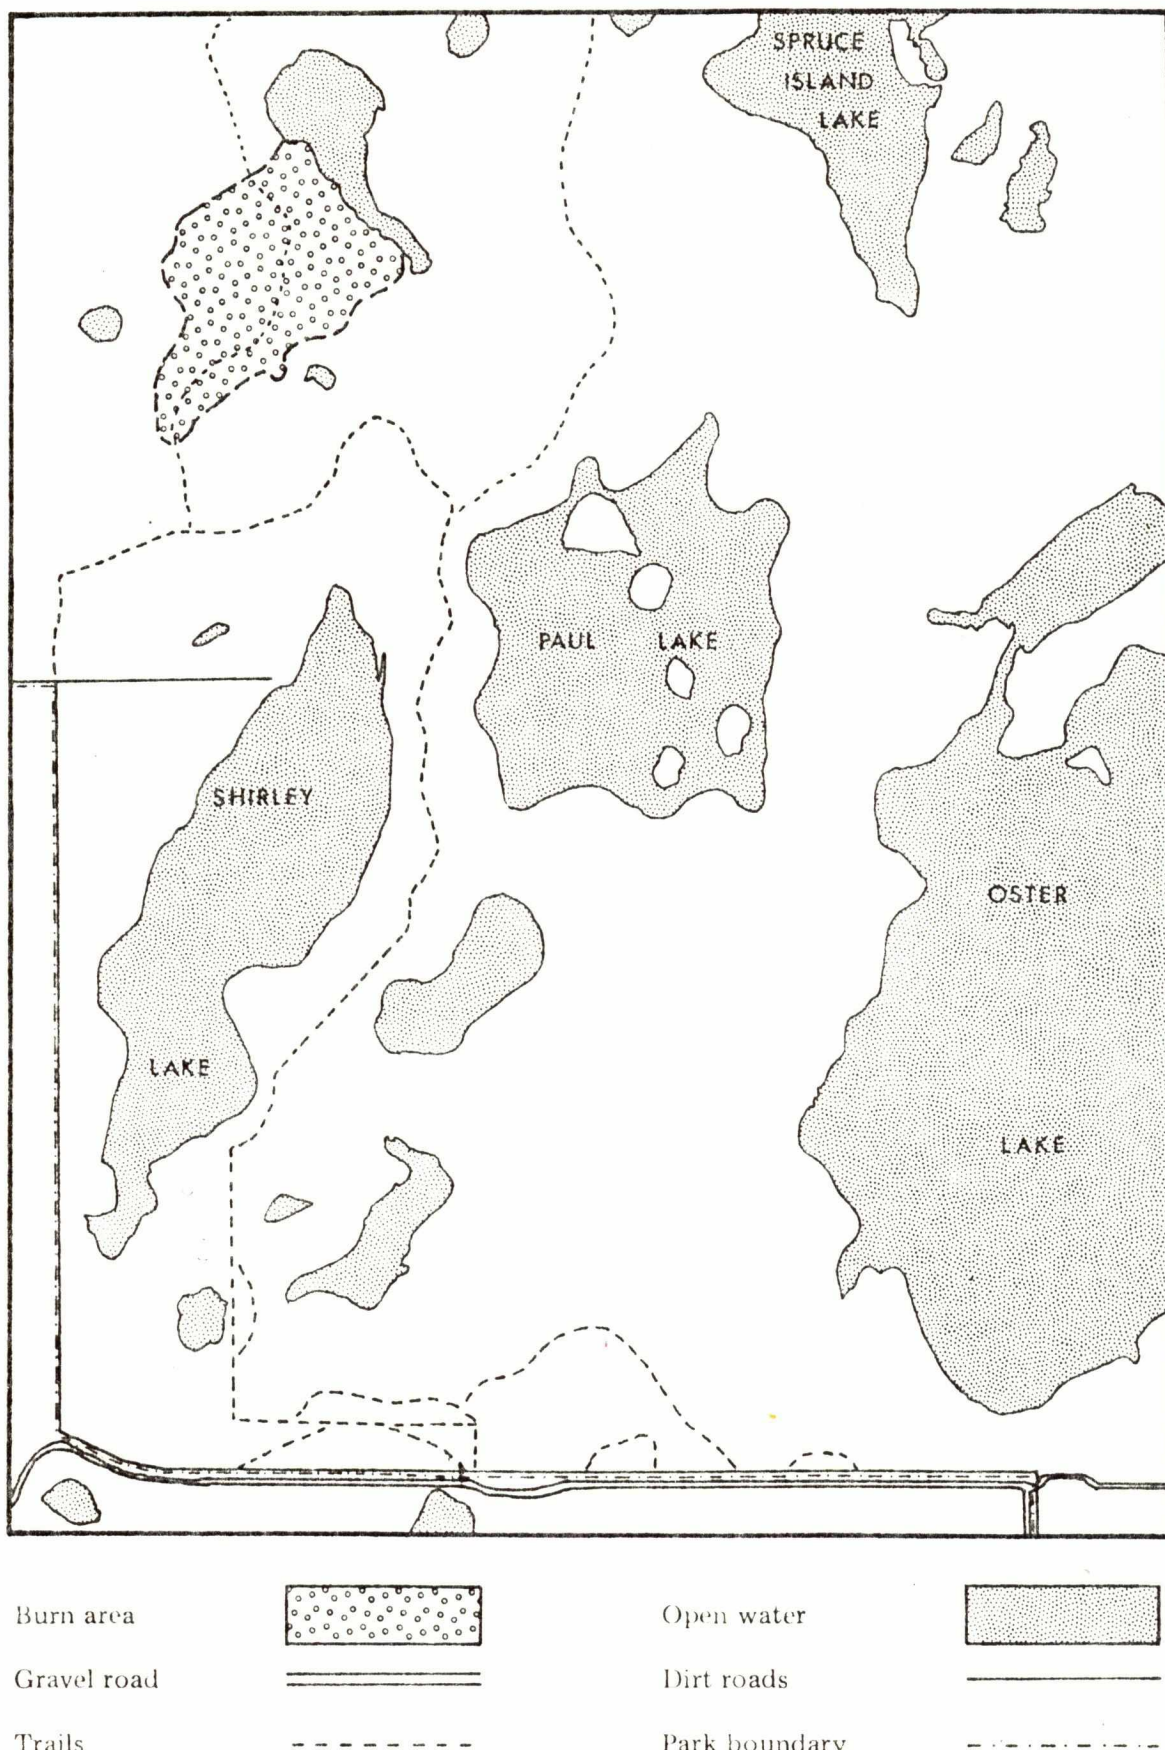 SPRUCE
ISLAND
LAKE
PAUL LAKE
SHIRLEY
OSTER
LAKE
LAKE
Burn area
Open water
Gravel road
Dirt roads
Trails
Park boundary